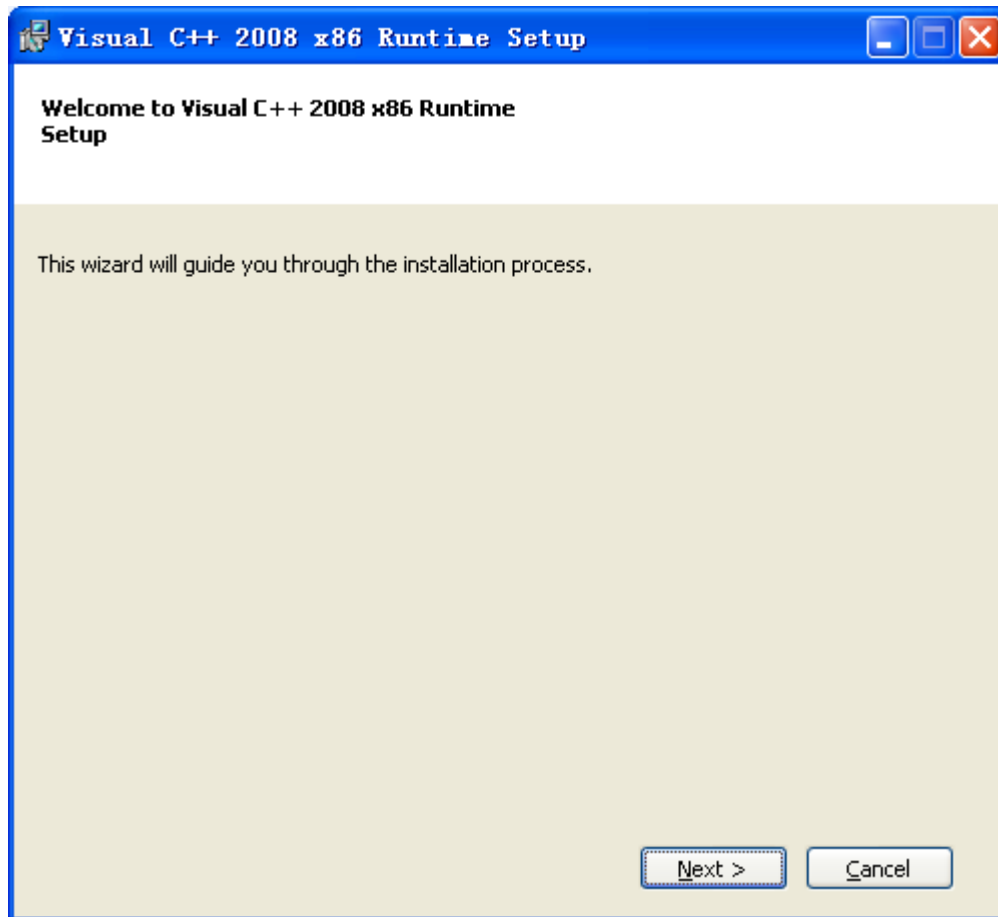 Visual C++ 2008 x86 Runtime Setup
Welcome to Visual C++ 2008 x86 Runtime
Setup
This wizard will guide you through the installation process.
Next >
Cancel